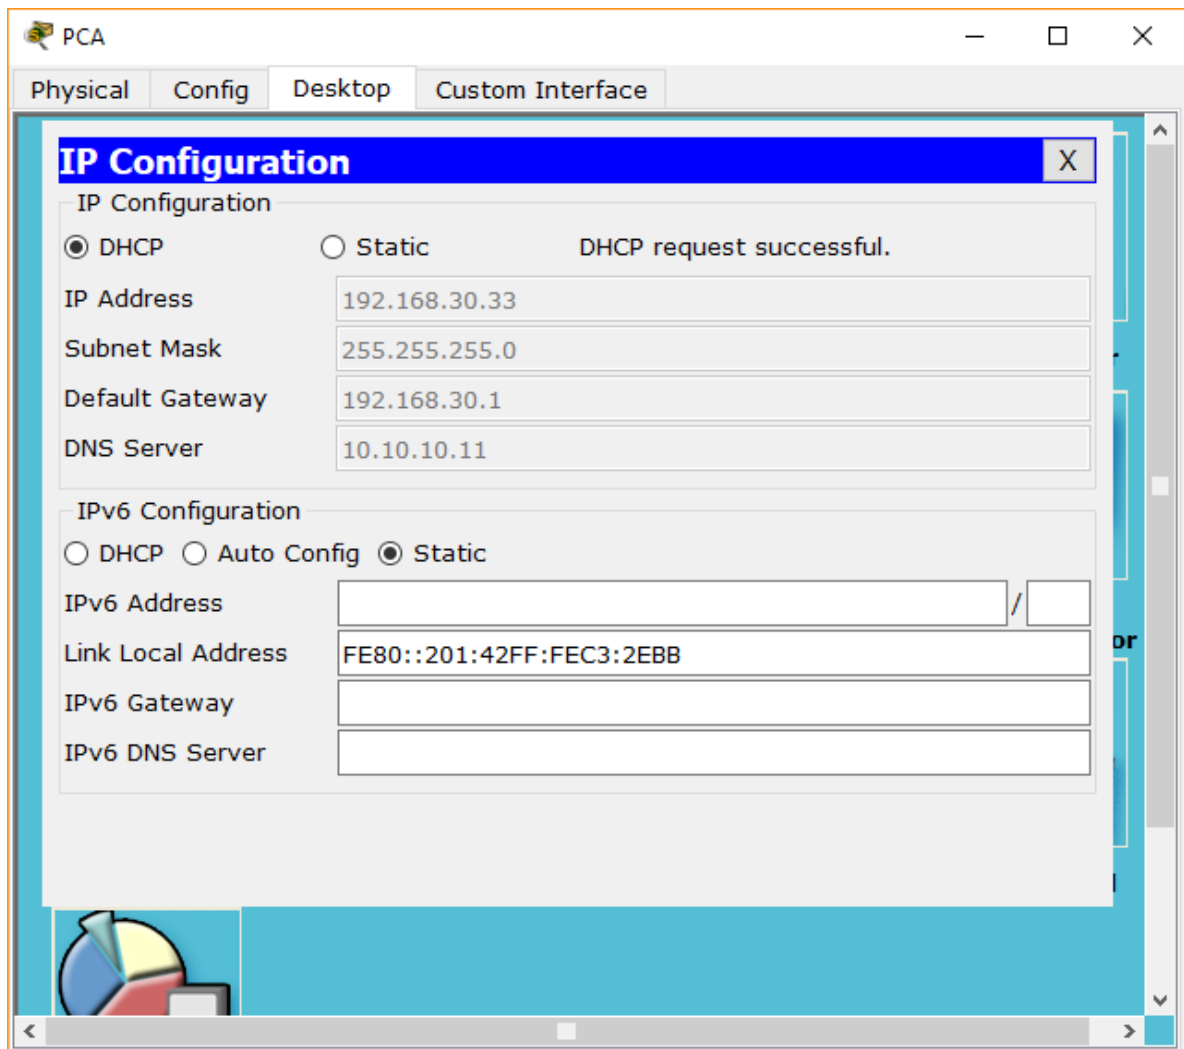 PCA
Physical Config Desktop Custom Interface
IP Configuration X
IP Configuration
DHCP Static DHCP request successful.
IP Address 192.168.30.33
Subnet Mask 255.255.255.0
Default Gateway 192.168.30.1
DNS Server 10.10.10.11
IPv6 Configuration
DHCP Auto Config Static
IPv6 Address /
Link Local Address FE80::201:42FF:FEC3:2EBB
or
IPv6 Gateway
IPv6 DNS Server